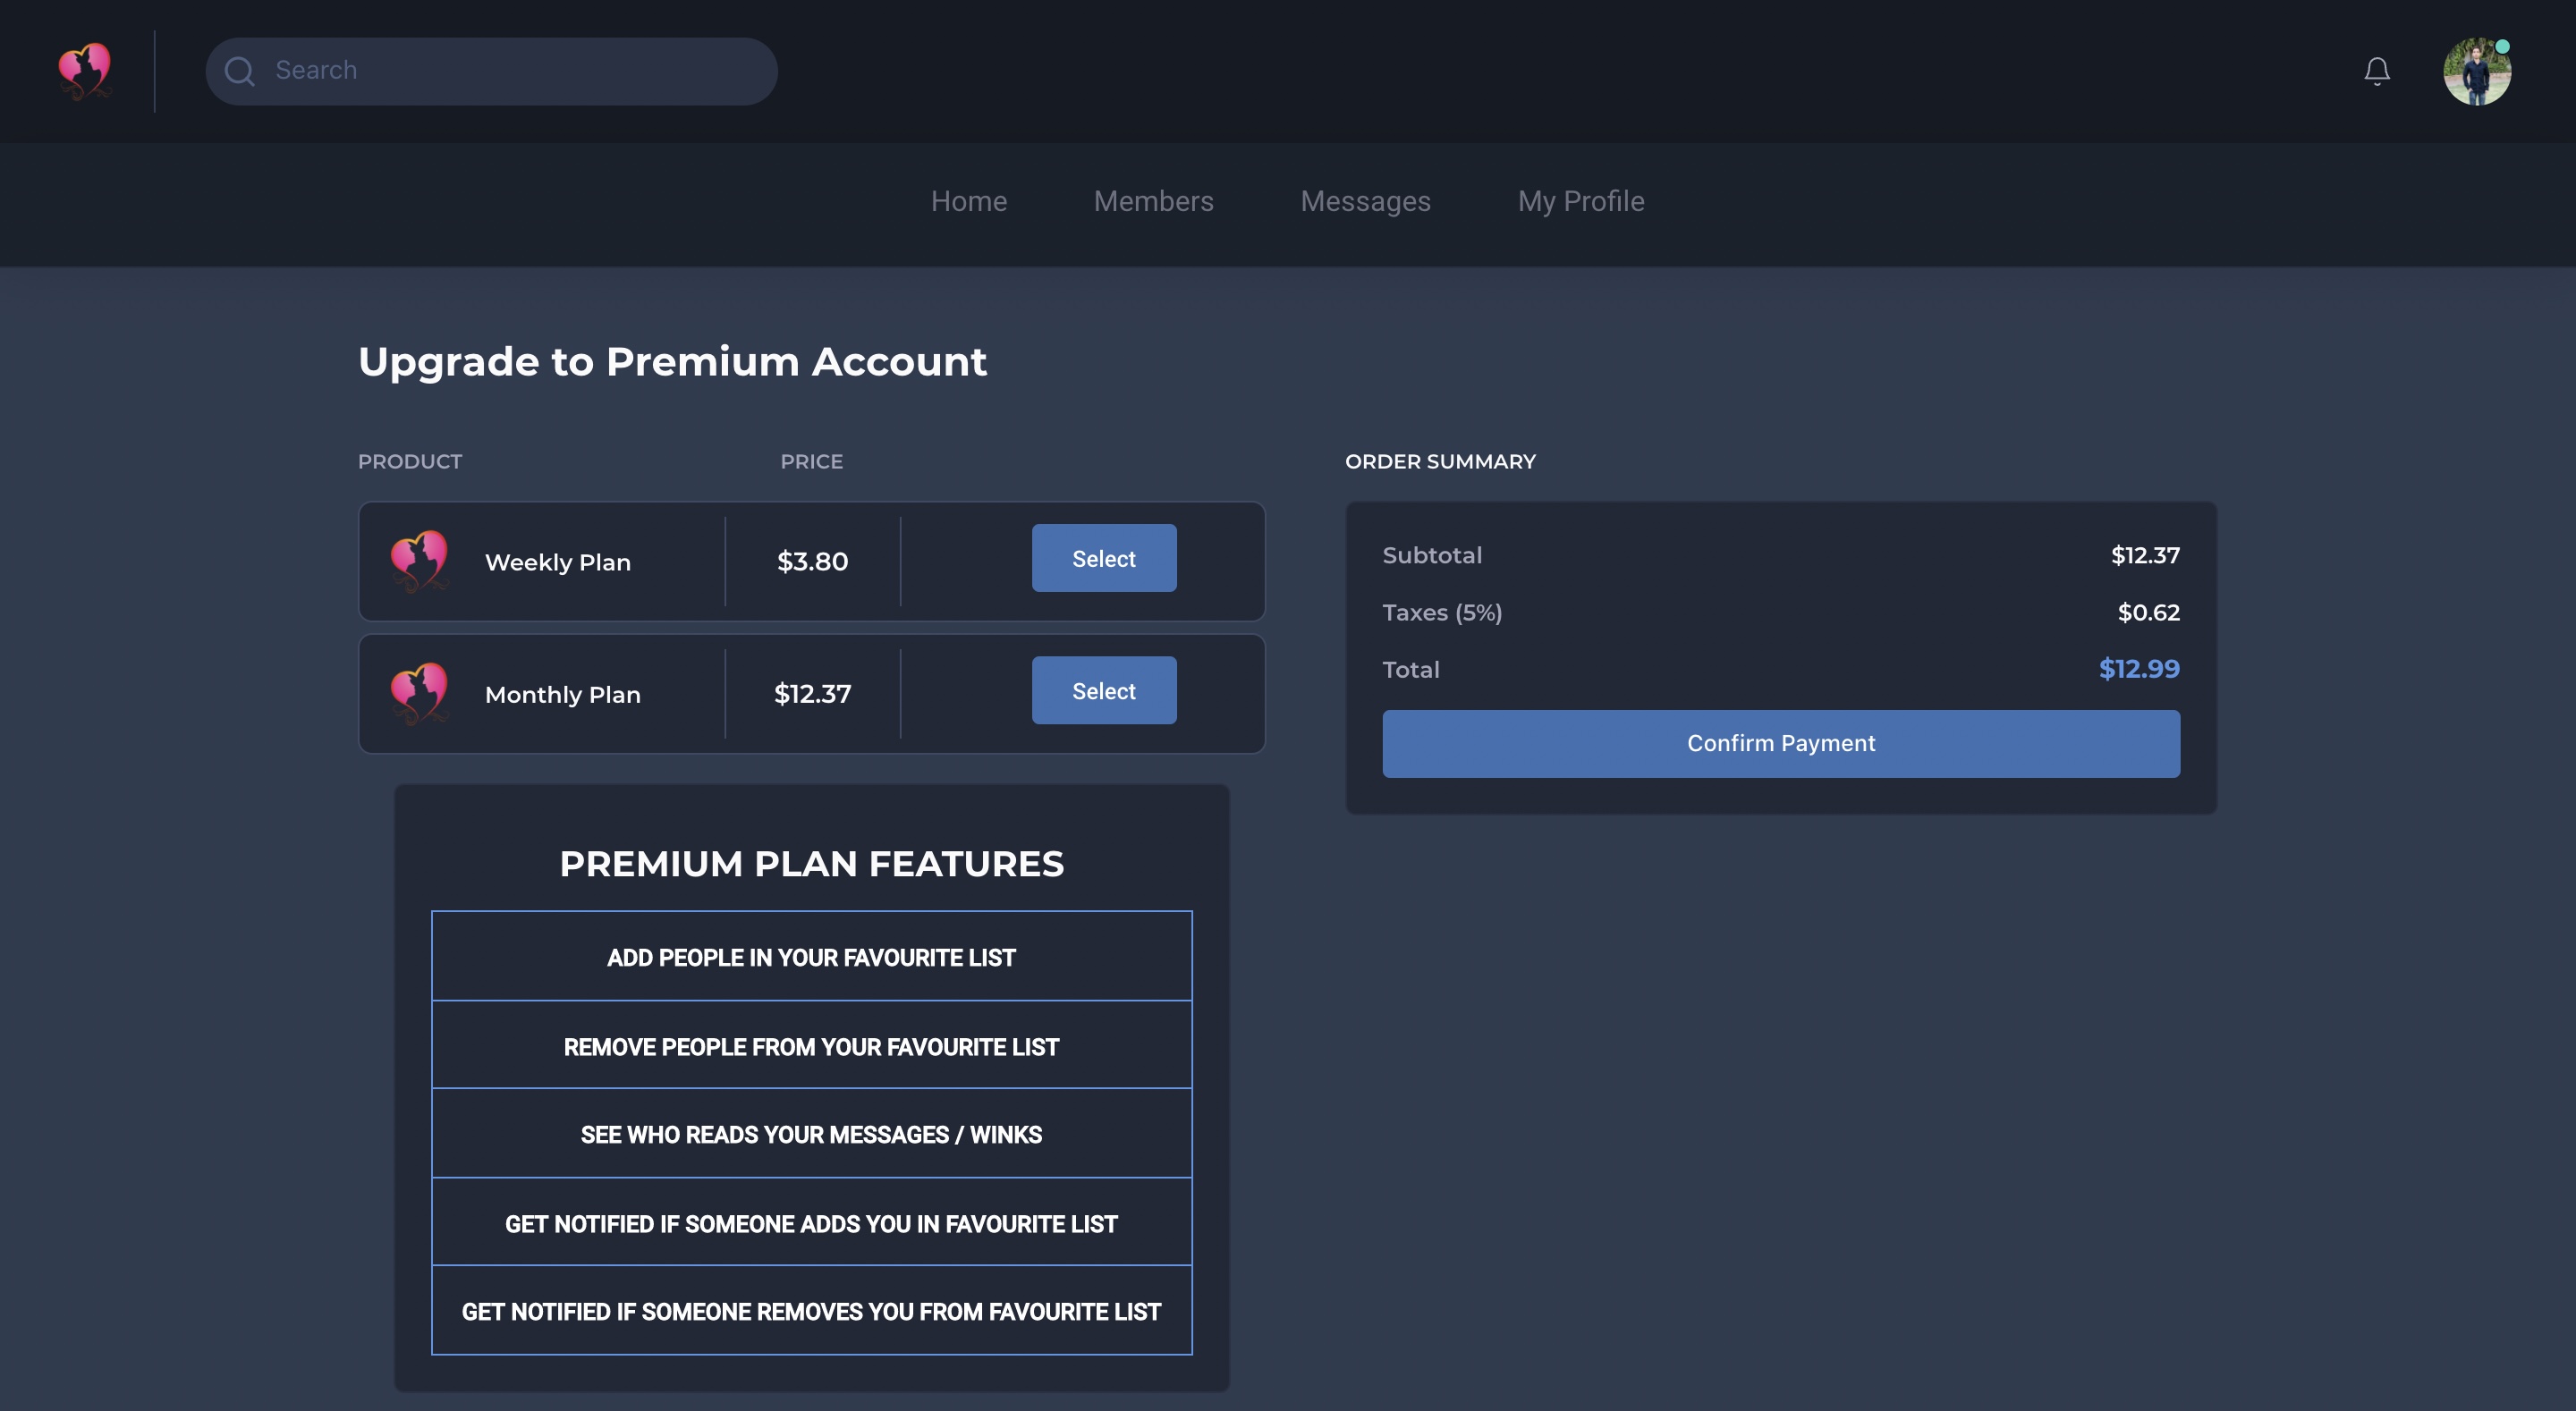 Search
Home Members Messages My Profile
Upgrade to Premium Account
PRODUCT PRICE
Weekly Plan $3.80 Select
Monthly Plan $12.37 Select
PREMIUM PLAN FEATURES
ADD PEOPLE IN YOUR FAVOURITE LIST
REMOVE PEOPLE FROM YOUR FAVOURITE LIST
SEE WHO READS YOUR MESSAGES / WINKS
GET NOTIFIED IF SOMEONE ADDS YOU IN FAVOURITE LIST
GET NOTIFIED IF SOMEONE REMOVES YOU FROM FAVOURITE LIST
ORDER SUMMARY
Subtotal $12.37
Taxes (5%) $0.62
Total $12.99
Confirm Payment